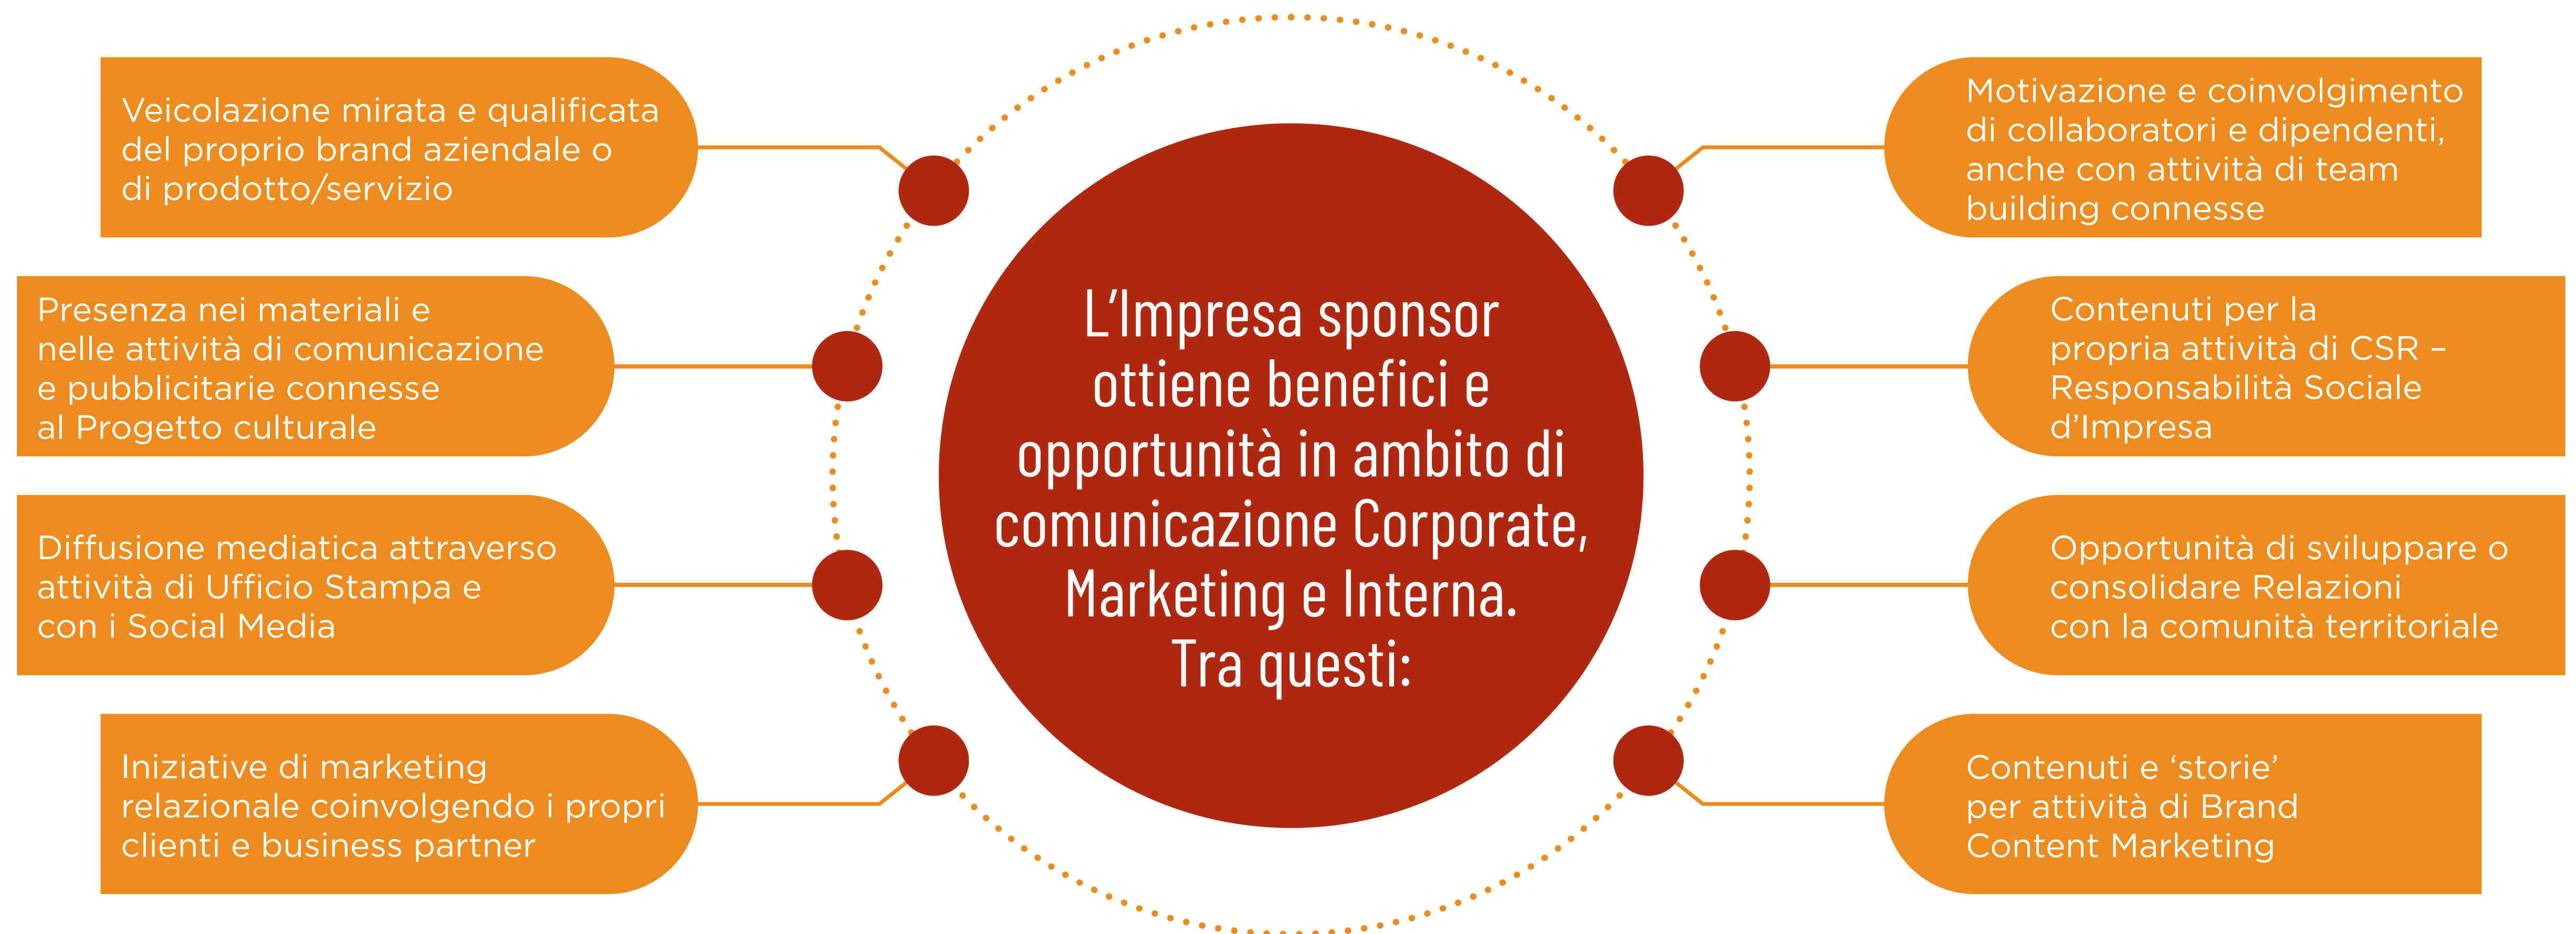 Veicolazione mirata e qualificata
del proprio brand aziendale o
di prodotto/servizio
Presenza nei materiali e
nelle attività di comunicazione
e pubblicitarie connesse
al Progetto culturale
Diffusione mediatica attraverso
attività di Ufficio Stampa e
con i Social Media
Iniziative di marketing
relazionale coinvolgendo i propri
clienti e business partner
L’Impresa sponsor
ottiene benefici e
opportunità in ambito di
comunicazione Corporate,
Marketing e Interna.
Tra questi:
Motivazione e coinvolgimento
di collaboratori e dipendenti,
anche con attività di team
building connesse
Contenuti per la
propria attività di CSR –
Responsabilità Sociale
d’Impresa
Opportunità di sviluppare o
consolidare Relazioni
con la comunità territoriale
Contenuti e ‘storie’
per attività di Brand
Content Marketing